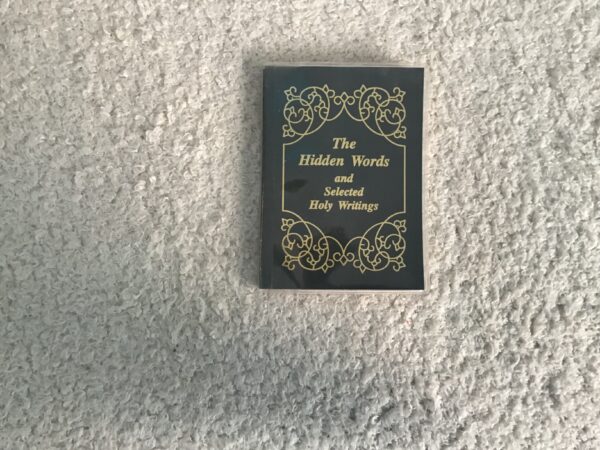 The
Hidden Words
and
Selected
Holy Writings